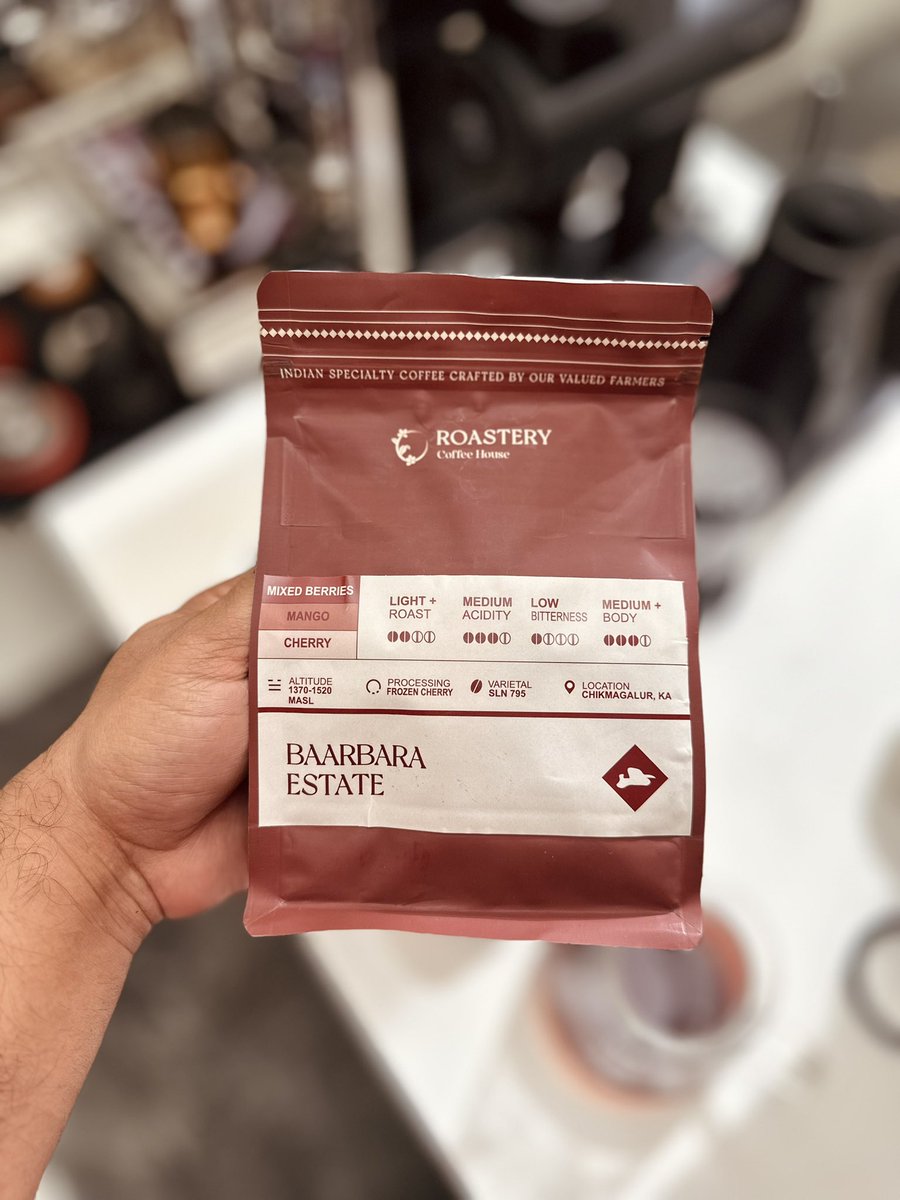 INDIAN SPECIALTY COFFEE CRAFTED BY OUR VALUED FARMERS
ROASTERY
Coffee House
MIXED BERRIES
MANGO
CHERRY
LIGHT +
ROAST
MEDIUM
ACIDITY
LOW
BITTERNESS
MEDIUM +
BODY
ALTITUDE
1370-1520
MASL
PROCESSING
FROZEN CHERRY
VARIETAL
SLN 795
LOCATION
CHIKMAGALUR, KA
BAARBARA
ESTATE